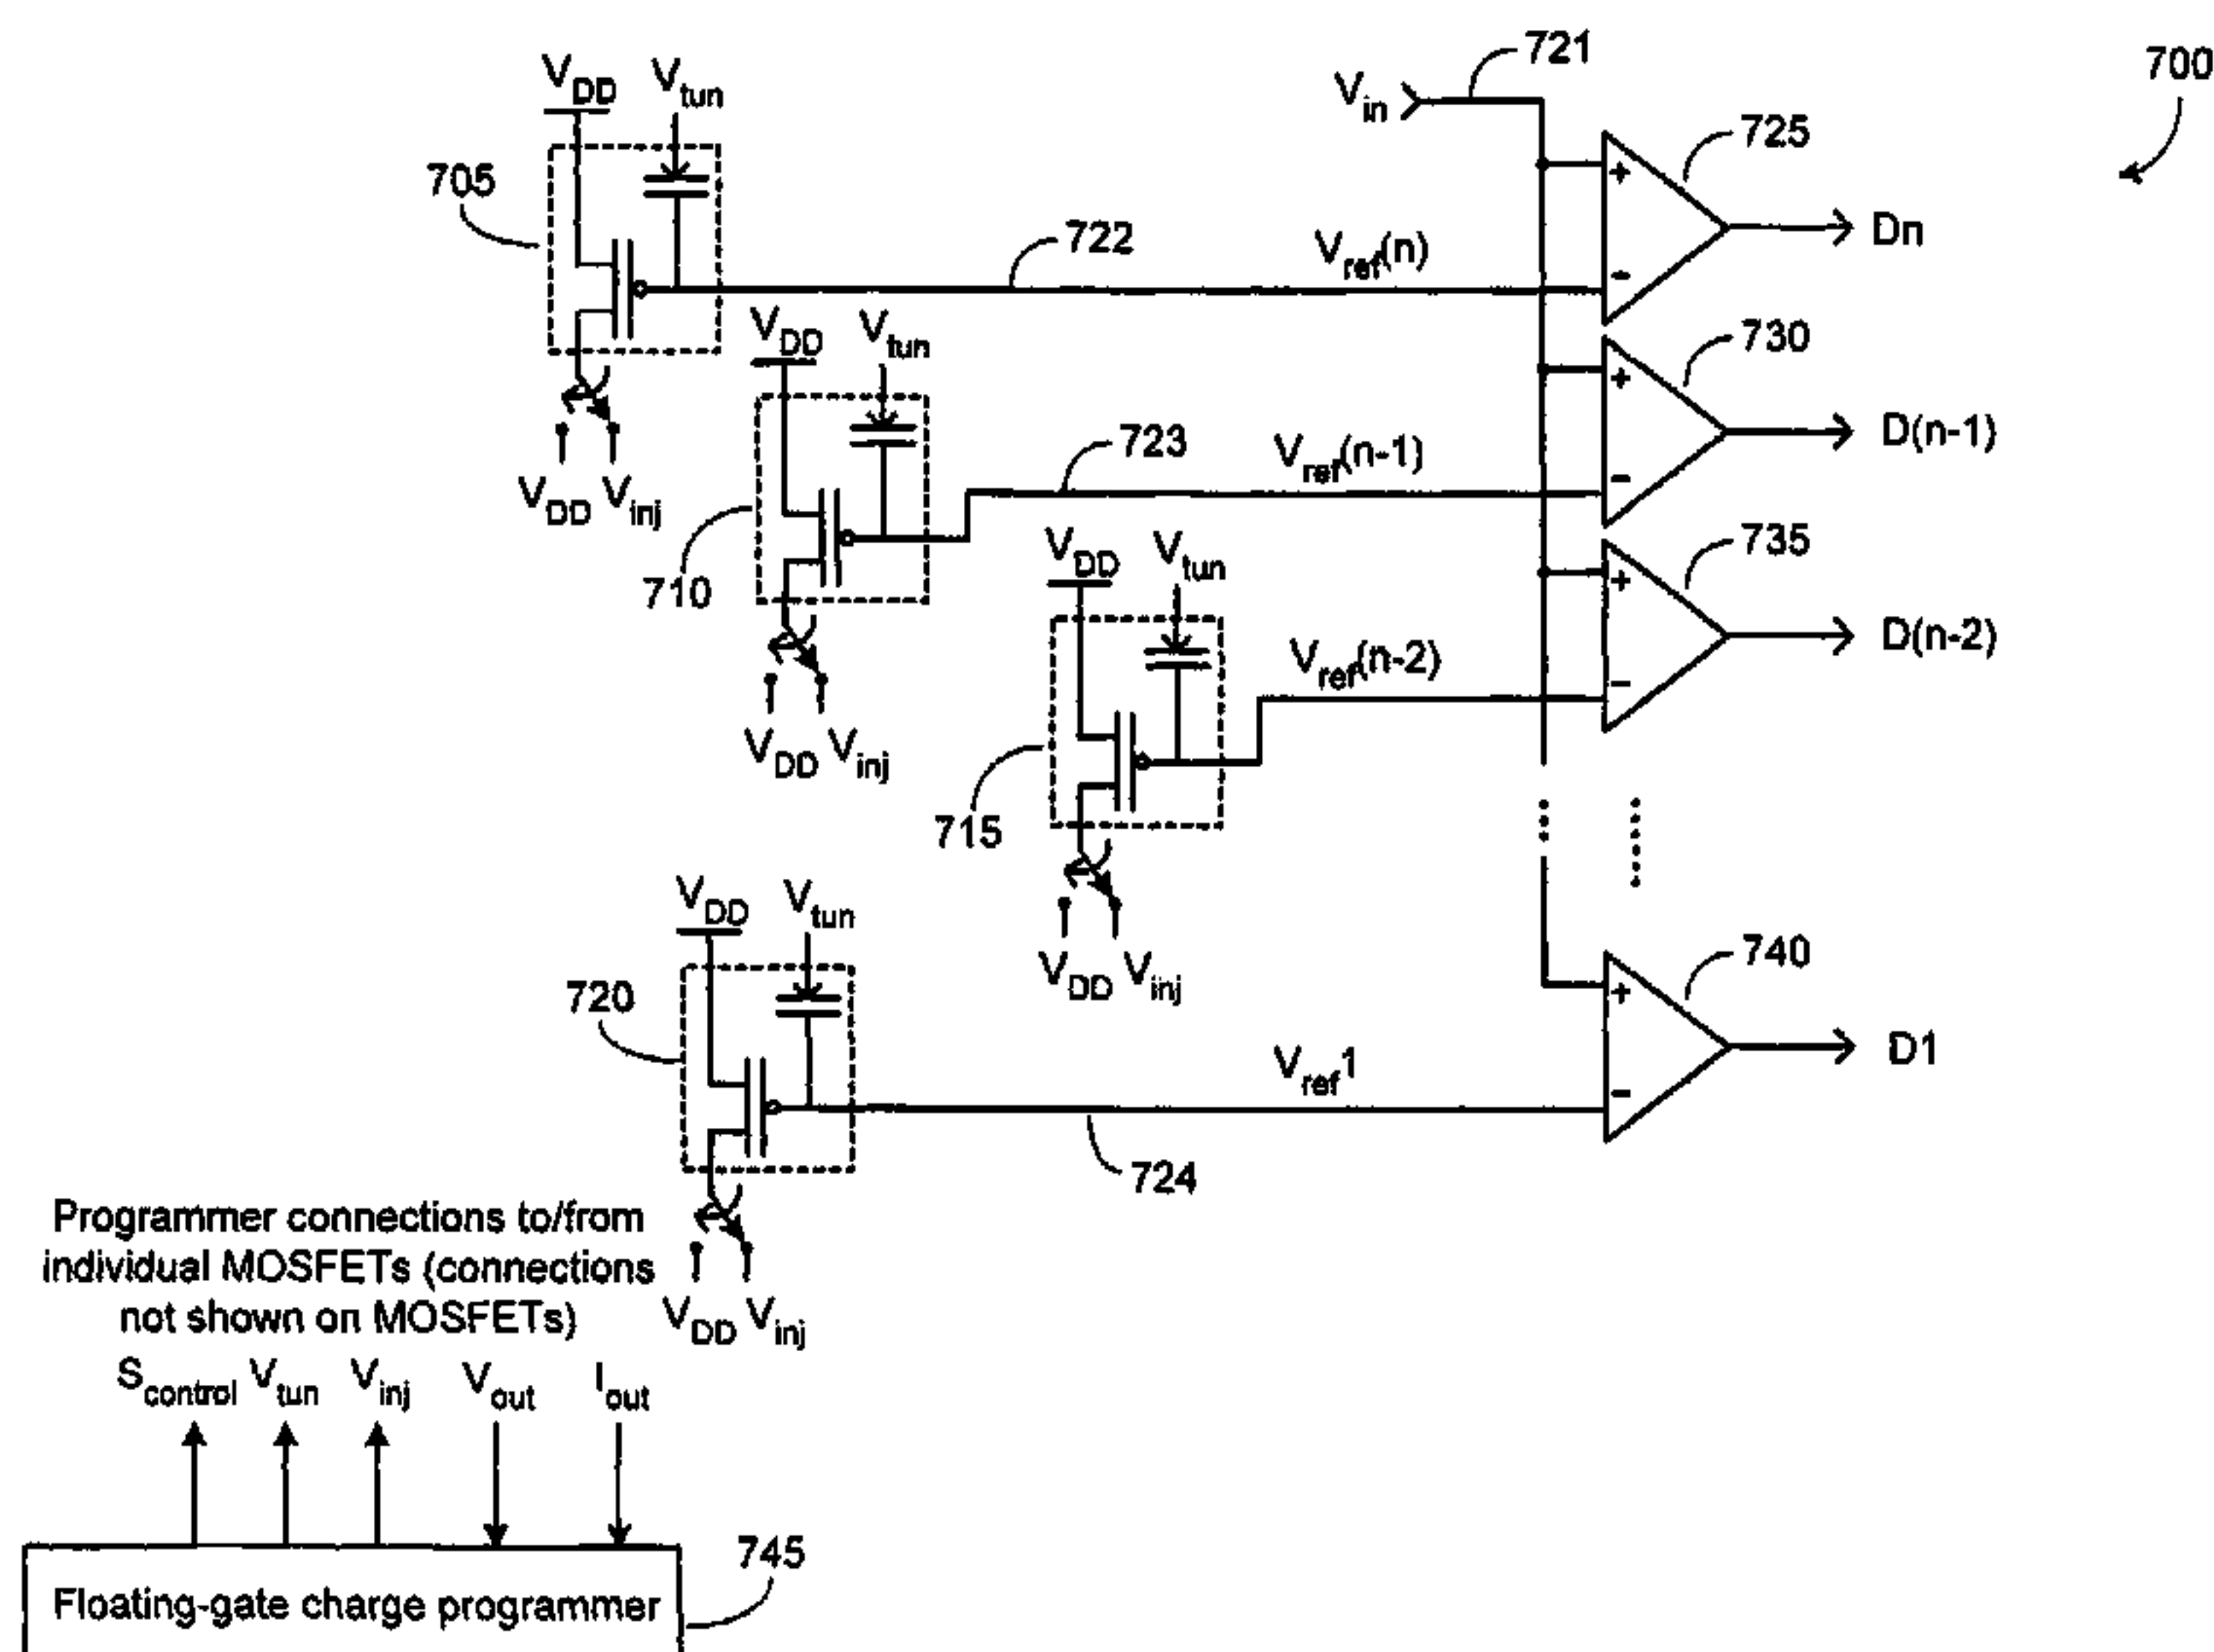 721
700
V_DD V_tun
V_in
725
705
722
V_ref(n)
Dn
V_DD V_tun
730
V_DD V_inj
723
V_ref(n-1)
D(n-1)
710
V_DD V_tun
735
V_DD V_inj
V_ref(n-2)
D(n-2)
715
V_DD V_tun
V_DD V_inj
720
740
V_ref1
D1
724
V_DD V_inj
Programmer connections to/from
individual MOSFETs (connections
not shown on MOSFETs)
S_control V_tun V_inj V_out I_out
745
Floating-gate charge programmer
+
-
+
-
+
-
+
-